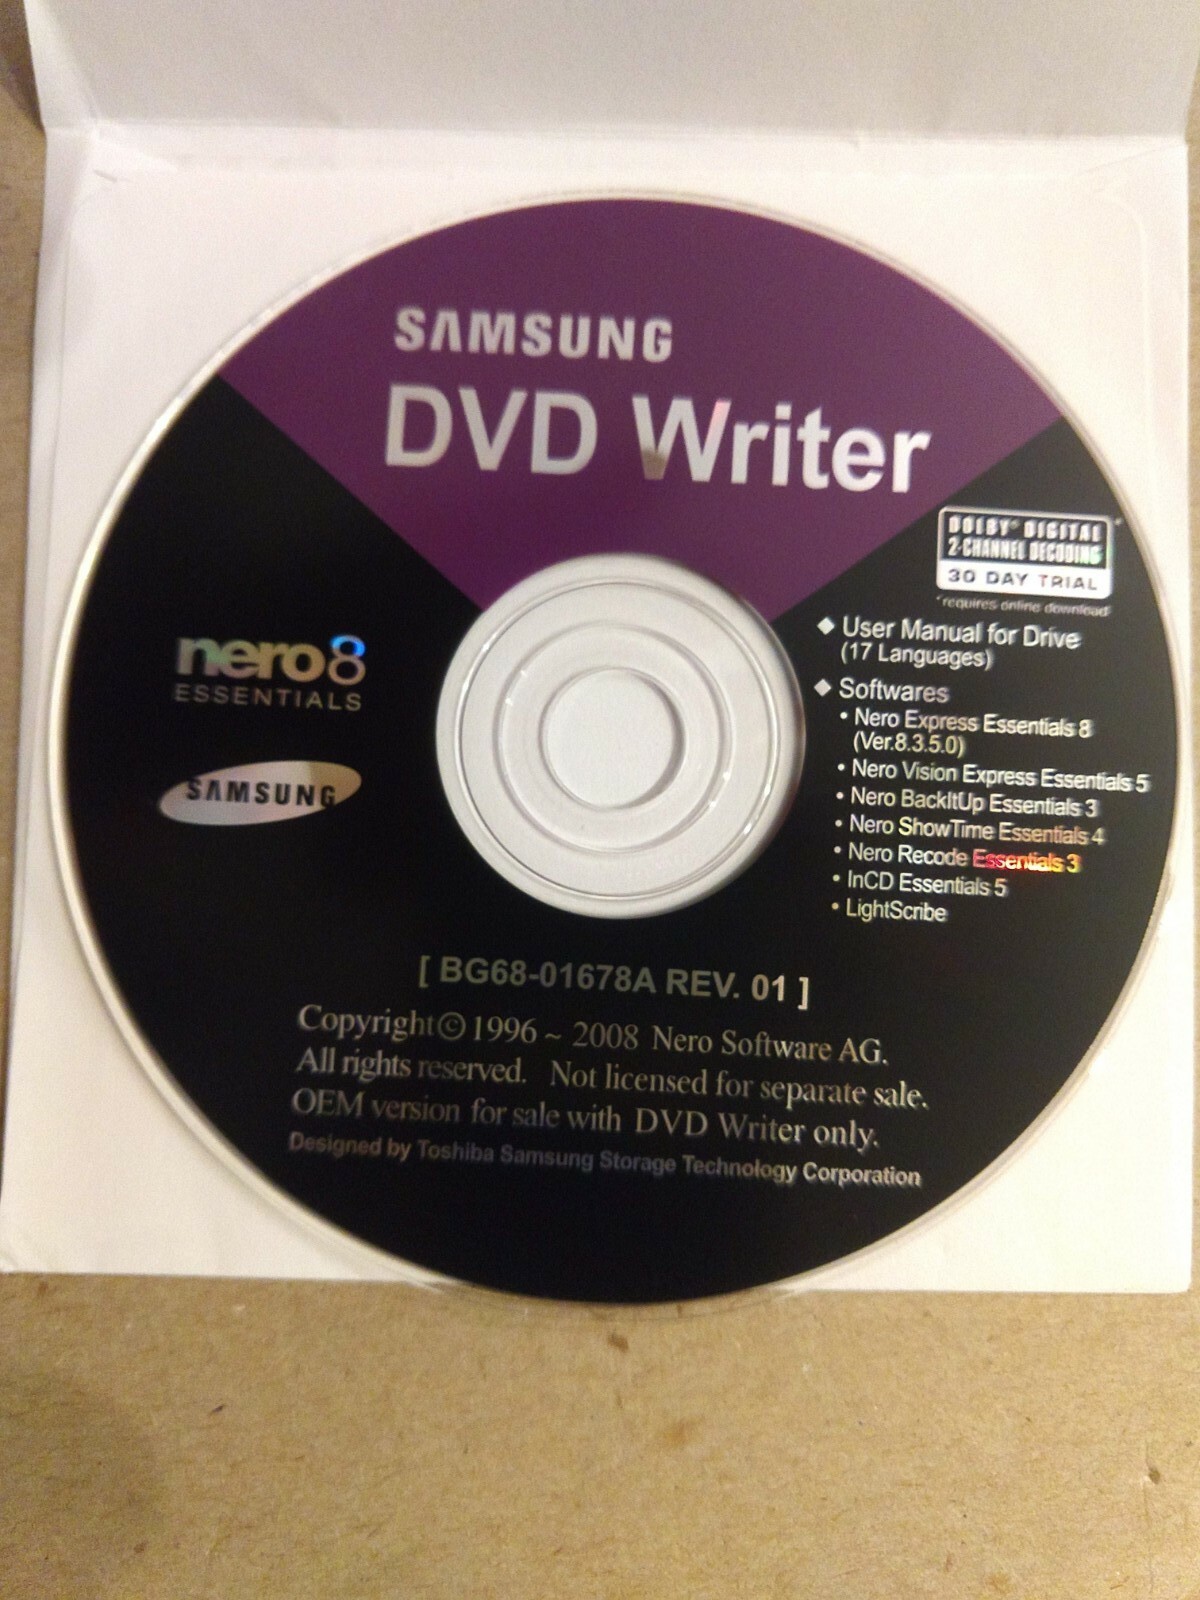 SAMSUNG
DVD Writer
DOLBY® DIGITAL
2-CHANNEL DECODING
30 DAY TRIAL
*
*requires online download
nero 8
ESSENTIALS
SAMSUNG
◆ User Manual for Drive
(17 Languages)
◆ Softwares
• Nero Express Essentials 8
(Ver.8.3.5.0)
• Nero Vision Express Essentials 5
• Nero BackItUp Essentials 3
• Nero ShowTime Essentials 4
• Nero Recode Essentials 3
• InCD Essentials 5
• LightScribe
[ BG68-01678A REV. 01 ]
Copyright© 1996 ~ 2008 Nero Software AG.
All rights reserved. Not licensed for separate sale.
OEM version for sale with DVD Writer only.
Designed by Toshiba Samsung Storage Technology Corporation